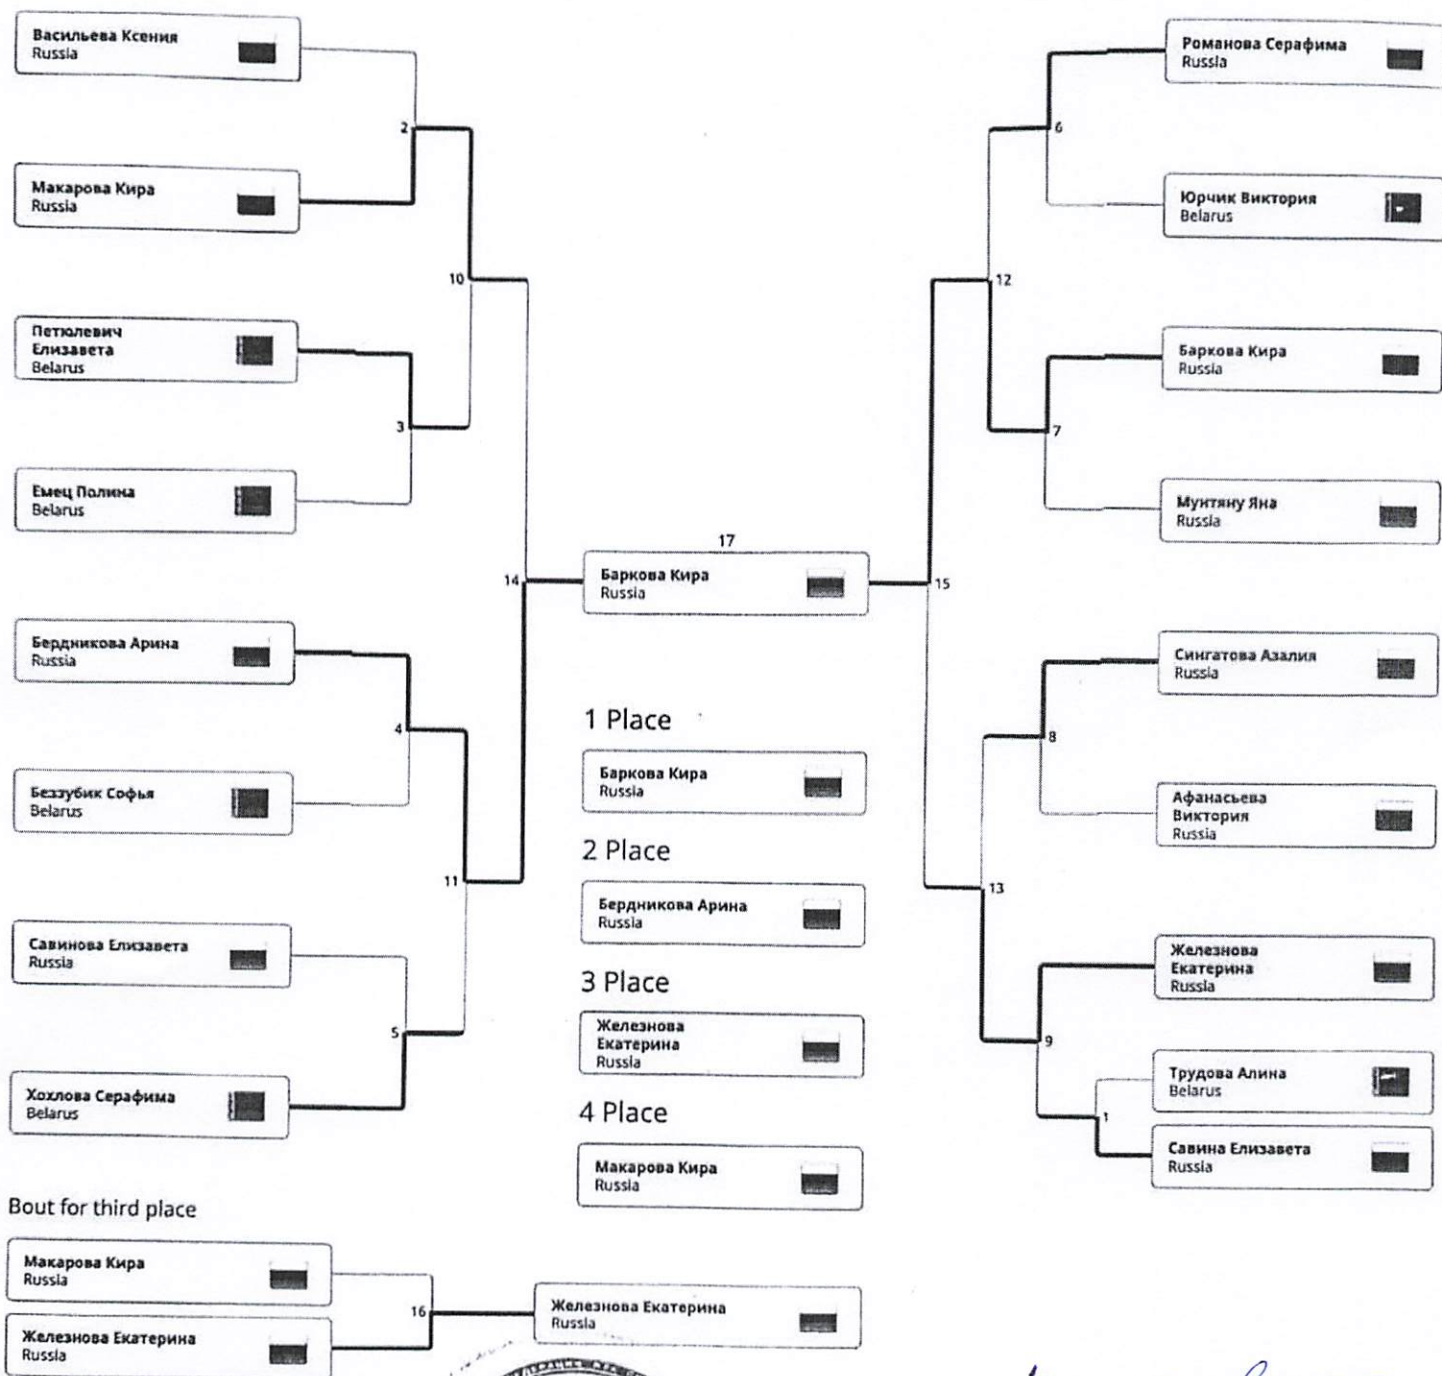 Васильева Ксения
Russia
2
Макарова Кира
Russia
10
Петюлевич
Елизавета
Belarus
3
Емец Полина
Belarus
14
Бердникова Арина
Russia
4
Беззубик Софья
Belarus
11
Савинова Елизавета
Russia
5
Хохлова Серафима
Belarus
17
Баркова Кира
Russia
1 Place
Баркова Кира
Russia
2 Place
Бердникова Арина
Russia
3 Place
Железнова
Екатерина
Russia
4 Place
Макарова Кира
Russia
Романова Серафима
Russia
6
Юрчик Виктория
Belarus
12
Баркова Кира
Russia
7
Мунтяну Яна
Russia
15
Сингатова Азалия
Russia
8
Афанасьева
Виктория
Russia
13
Железнова
Екатерина
Russia
9
Трудова Алина
Belarus
1
Савина Елизавета
Russia
Bout for third place
Макарова Кира
Russia
16
Железнова Екатерина
Russia
Железнова Екатерина
Russia